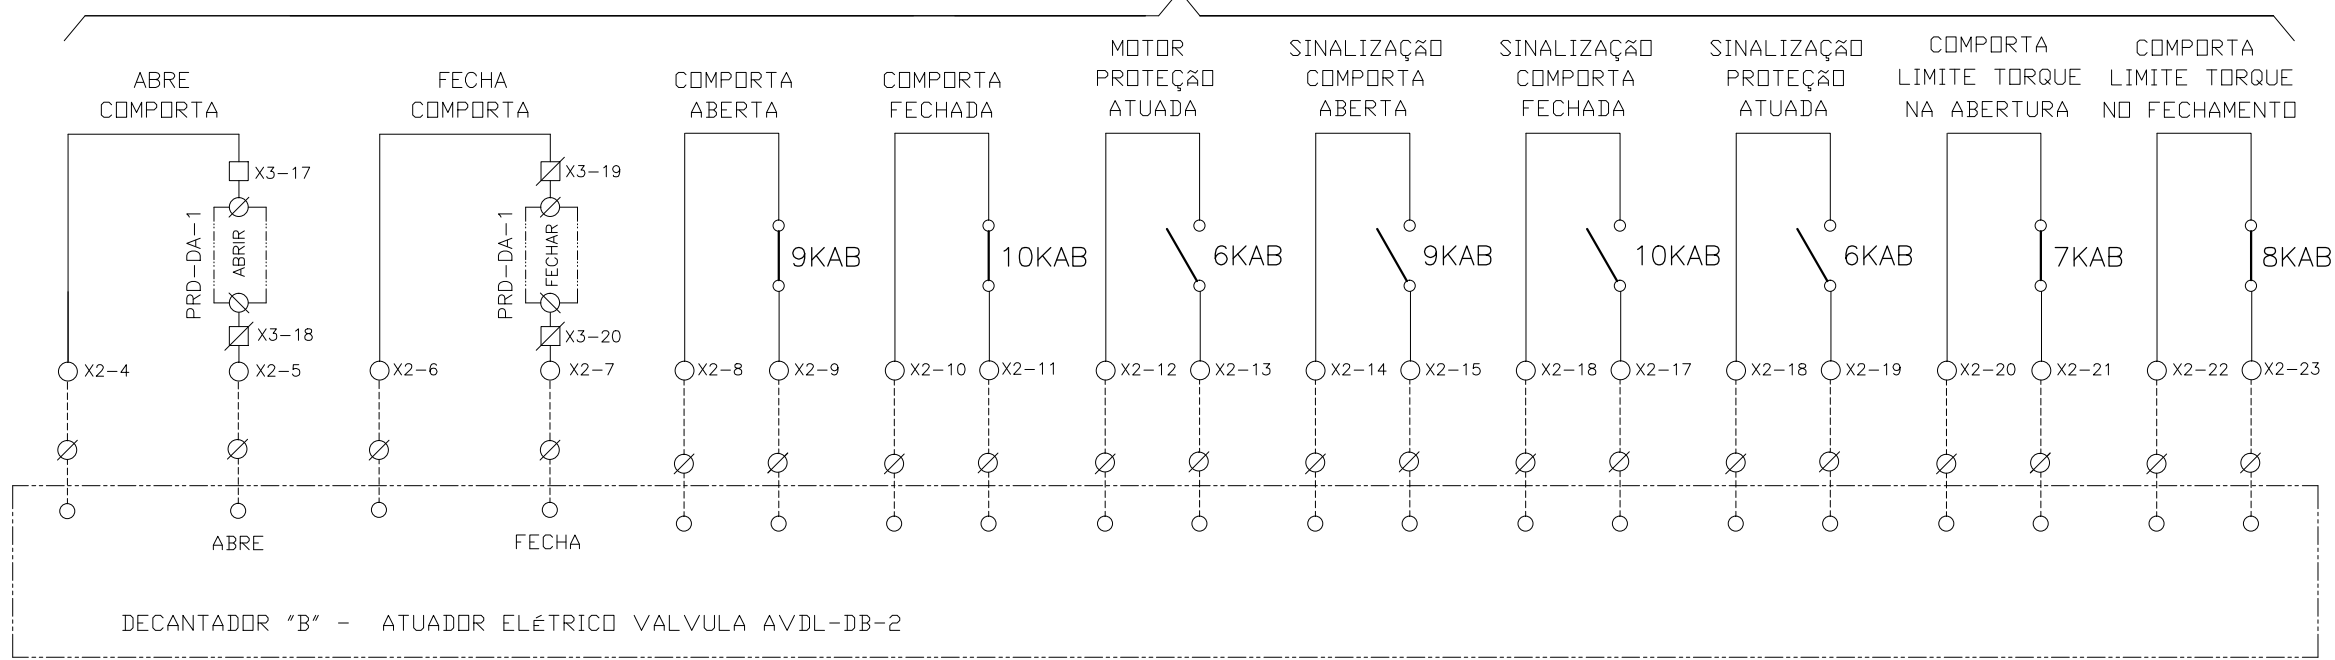 ABRE
COMPORTA
FECHA
COMPORTA
COMPORTA
ABERTA
COMPORTA
FECHADA
MOTOR
PROTEÇãO
ATUADA
SINALIZAÇãO
COMPORTA
ABERTA
SINALIZAÇãO
COMPORTA
FECHADA
SINALIZAÇãO
PROTEÇãO
ATUADA
COMPORTA
LIMITE TORQUE
NA ABERTURA
COMPORTA
LIMITE TORQUE
NO FECHAMENTO
X3-17
X3-19
PRD-DA-1
ABRIR
PRD-DA-1
FECHAR
9KAB
10KAB
6KAB
9KAB
10KAB
6KAB
7KAB
8KAB
X3-18
X3-20
X2-4
X2-5
X2-6
X2-7
X2-8
X2-9
X2-10
X2-11
X2-12
X2-13
X2-14
X2-15
X2-18
X2-17
X2-18
X2-19
X2-20
X2-21
X2-22
X2-23
ABRE
FECHA
DECANTADOR "B" - ATUADOR ELéTRICO VALVULA AVDL-DB-2